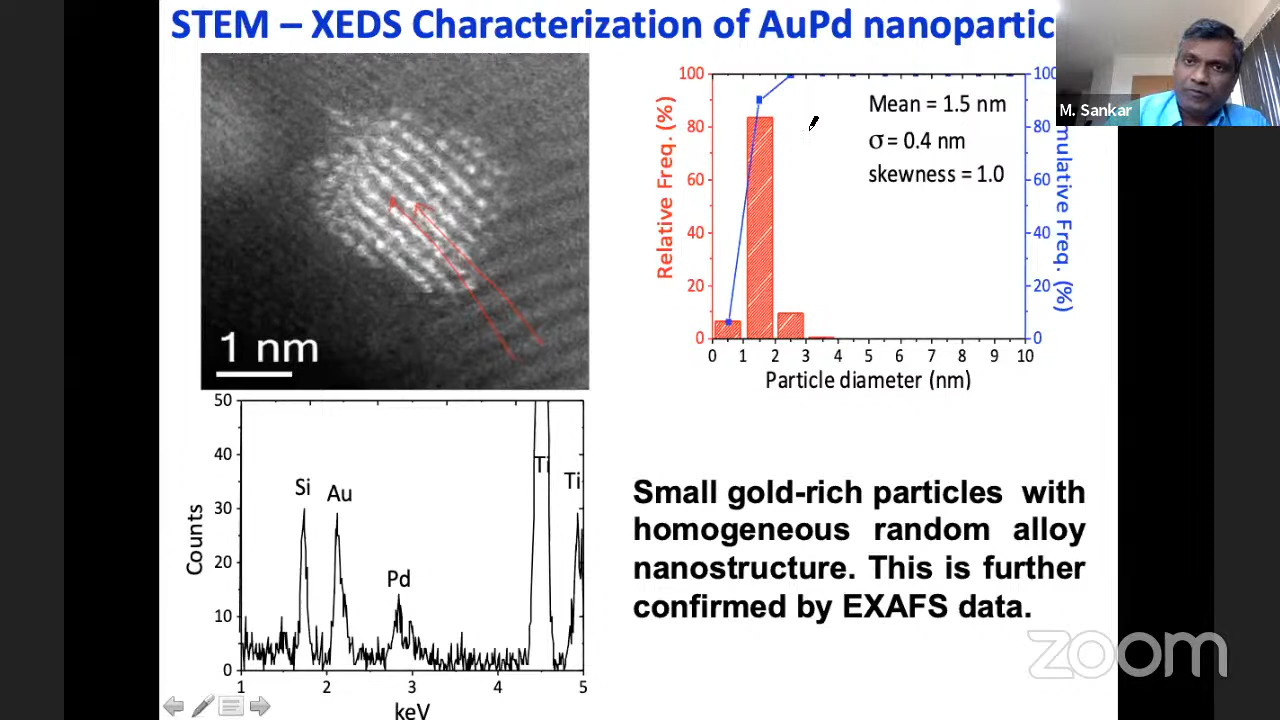 STEM – XEDS Characterization of AuPd nanopartic
M. Sankar
1 nm
Relative Freq. (%)
100
80
60
40
20
0
Mean = 1.5 nm
σ = 0.4 nm
skewness = 1.0
100
80
60
40
20
0
mulative Freq. (%)
0 1 2 3 4 5 6 7 8 9 10
Particle diameter (nm)
Counts
50
40
30
20
10
0
Si
Au
Pd
Ti
Ti
1 2 3 4 5
keV
Small gold-rich particles with
homogeneous random alloy
nanostructure. This is further
confirmed by EXAFS data.
zoom